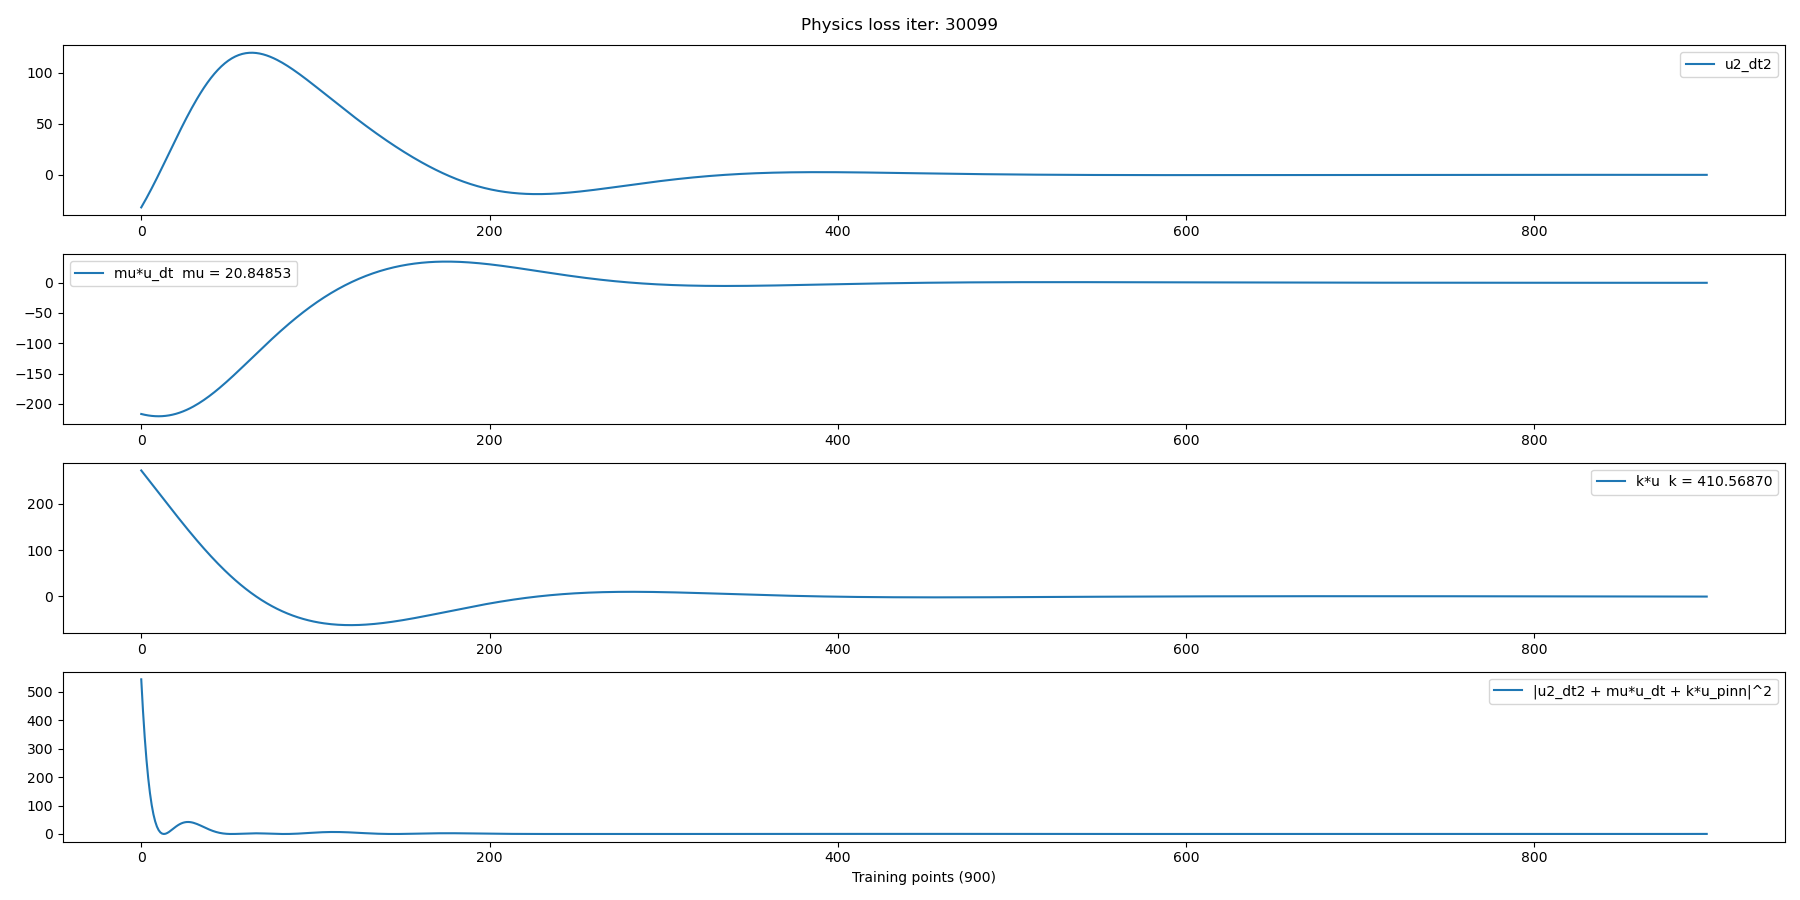 Physics loss iter: 30099
100
50
0
u2_dt2
0 200 400 600 800
0
−50
−100
−150
−200
mu*u_dt  mu = 20.84853
0 200 400 600 800
200
100
0
k*u  k = 410.56870
0 200 400 600 800
500
400
300
200
100
0
|u2_dt2 + mu*u_dt + k*u_pinn|^2
0 200 400 600 800
Training points (900)